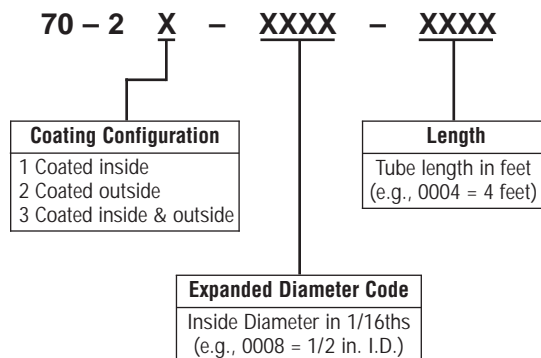 70 – 2 X – XXXX – XXXX
Coating Configuration
1 Coated inside
2 Coated outside
3 Coated inside & outside
Length
Tube length in feet
(e.g., 0004 = 4 feet)
Expanded Diameter Code
Inside Diameter in 1/16ths
(e.g., 0008 = 1/2 in. I.D.)